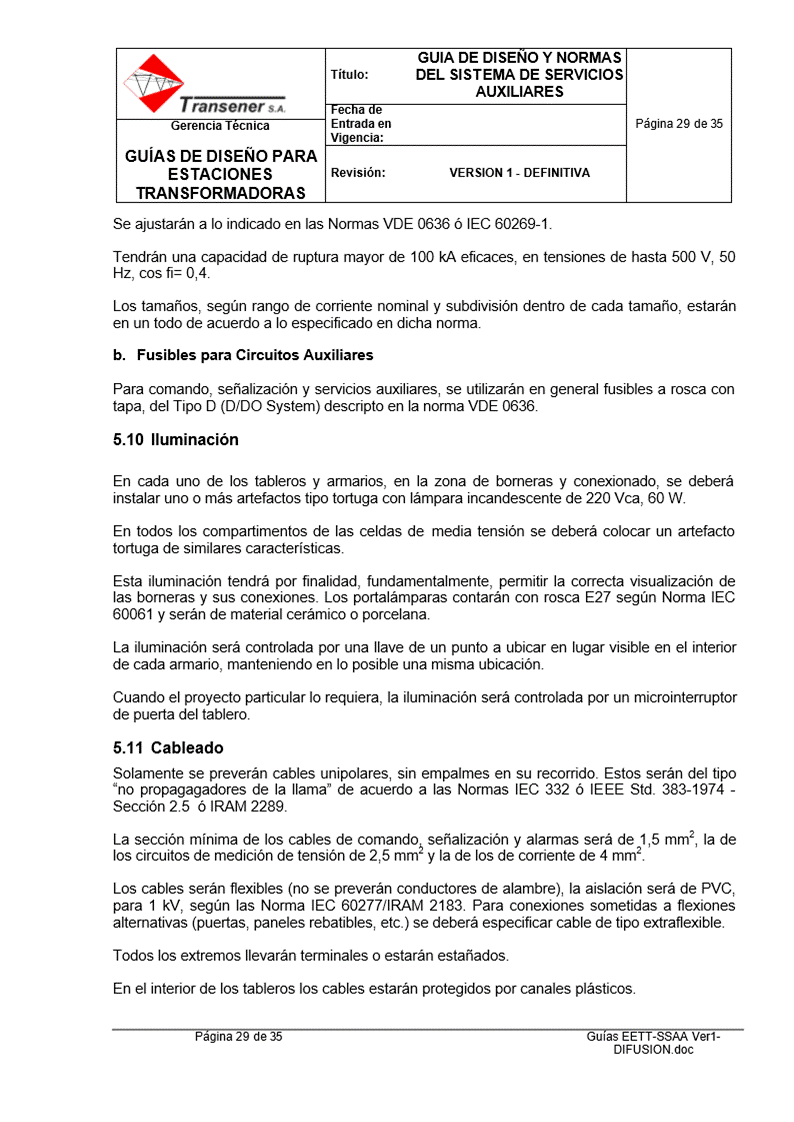 Transener S.A.
Gerencia Técnica
GUÍAS DE DISEÑO PARA
ESTACIONES
TRANSFORMADORAS
Título:
GUIA DE DISEÑO Y NORMAS
DEL SISTEMA DE SERVICIOS
AUXILIARES
Fecha de
Entrada en
Vigencia:
Revisión:
VERSION 1 - DEFINITIVA
Página 29 de 35
Se ajustarán a lo indicado en las Normas VDE 0636 ó IEC 60269-1.
Tendrán una capacidad de ruptura mayor de 100 kA eficaces, en tensiones de hasta 500 V, 50
Hz, cos fi= 0,4.
Los tamaños, según rango de corriente nominal y subdivisión dentro de cada tamaño, estarán
en un todo de acuerdo a lo especificado en dicha norma.
b. Fusibles para Circuitos Auxiliares
Para comando, señalización y servicios auxiliares, se utilizarán en general fusibles a rosca con
tapa, del Tipo D (D/DO System) descripto en la norma VDE 0636.
5.10 Iluminación
En cada uno de los tableros y armarios, en la zona de borneras y conexionado, se deberá
instalar uno o más artefactos tipo tortuga con lámpara incandescente de 220 Vca, 60 W.
En todos los compartimentos de las celdas de media tensión se deberá colocar un artefacto
tortuga de similares características.
Esta iluminación tendrá por finalidad, fundamentalmente, permitir la correcta visualización de
las borneras y sus conexiones. Los portalámparas contarán con rosca E27 según Norma IEC
60061 y serán de material cerámico o porcelana.
La iluminación será controlada por una llave de un punto a ubicar en lugar visible en el interior
de cada armario, manteniendo en lo posible una misma ubicación.
Cuando el proyecto particular lo requiera, la iluminación será controlada por un microinterruptor
de puerta del tablero.
5.11 Cableado
Solamente se preverán cables unipolares, sin empalmes en su recorrido. Estos serán del tipo
“no propagagadores de la llama” de acuerdo a las Normas IEC 332 ó IEEE Std. 383-1974 -
Sección 2.5 ó IRAM 2289.
La sección mínima de los cables de comando, señalización y alarmas será de 1,5 mm², la de
los circuitos de medición de tensión de 2,5 mm² y la de los de corriente de 4 mm².
Los cables serán flexibles (no se preverán conductores de alambre), la aislación será de PVC,
para 1 kV, según las Norma IEC 60277/IRAM 2183. Para conexiones sometidas a flexiones
alternativas (puertas, paneles rebatibles, etc.) se deberá especificar cable de tipo extraflexible.
Todos los extremos llevarán terminales o estarán estañados.
En el interior de los tableros los cables estarán protegidos por canales plásticos.
Página 29 de 35
Guías EETT-SSAA Ver1-
DIFUSION.doc